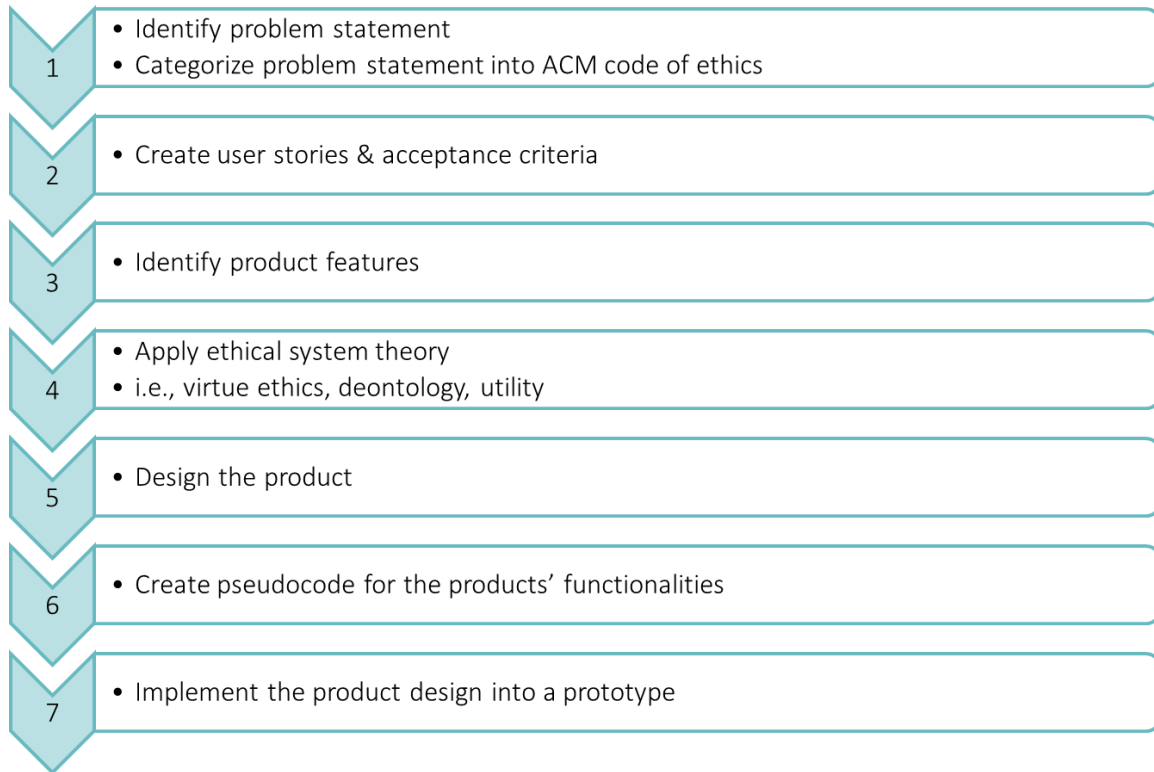 1
• Identify problem statement
• Categorize problem statement into ACM code of ethics
2
• Create user stories & acceptance criteria
3
• Identify product features
4
• Apply ethical system theory
• i.e., virtue ethics, deontology, utility
5
• Design the product
6
• Create pseudocode for the products’ functionalities
7
• Implement the product design into a prototype